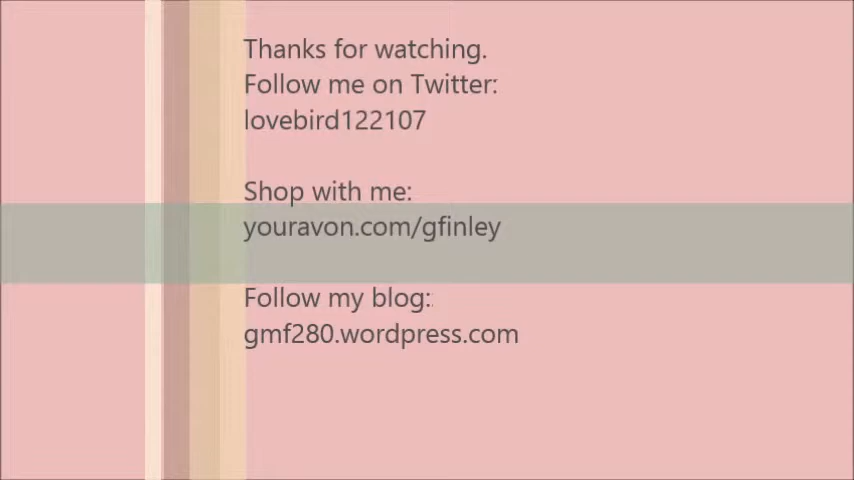 Thanks for watching.
Follow me on Twitter:
lovebird122107
Shop with me:
youravon.com/gfinley
Follow my blog:
gmf280.wordpress.com